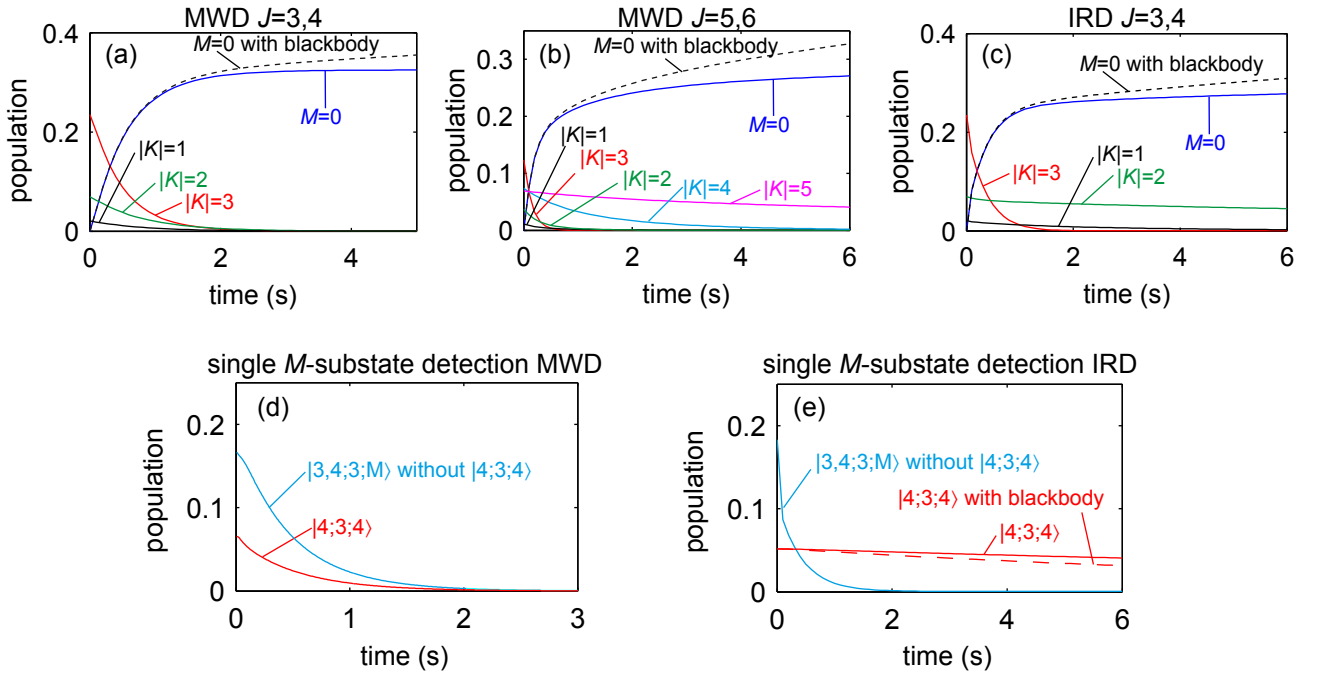 MWD J=3,4
(a)
M=0 with blackbody
M=0
|K|=1
|K|=2
|K|=3
population
0.4
0.2
0
0 2 4
time (s)
MWD J=5,6
(b)
M=0 with blackbody
M=0
|K|=1
|K|=3
|K|=2
|K|=4
|K|=5
population
0.3
0.2
0.1
0
0 2 4 6
time (s)
IRD J=3,4
(c)
M=0 with blackbody
M=0
|K|=1
|K|=3
|K|=2
population
0.4
0.2
0
0 2 4 6
time (s)
single M-substate detection MWD
(d)
|3,4;3;M⟩ without |4;3;4⟩
|4;3;4⟩
population
0.2
0.1
0
0 1 2 3
time (s)
single M-substate detection IRD
(e)
|3,4;3;M⟩ without |4;3;4⟩
|4;3;4⟩ with blackbody
|4;3;4⟩
population
0.2
0.1
0
0 2 4 6
time (s)